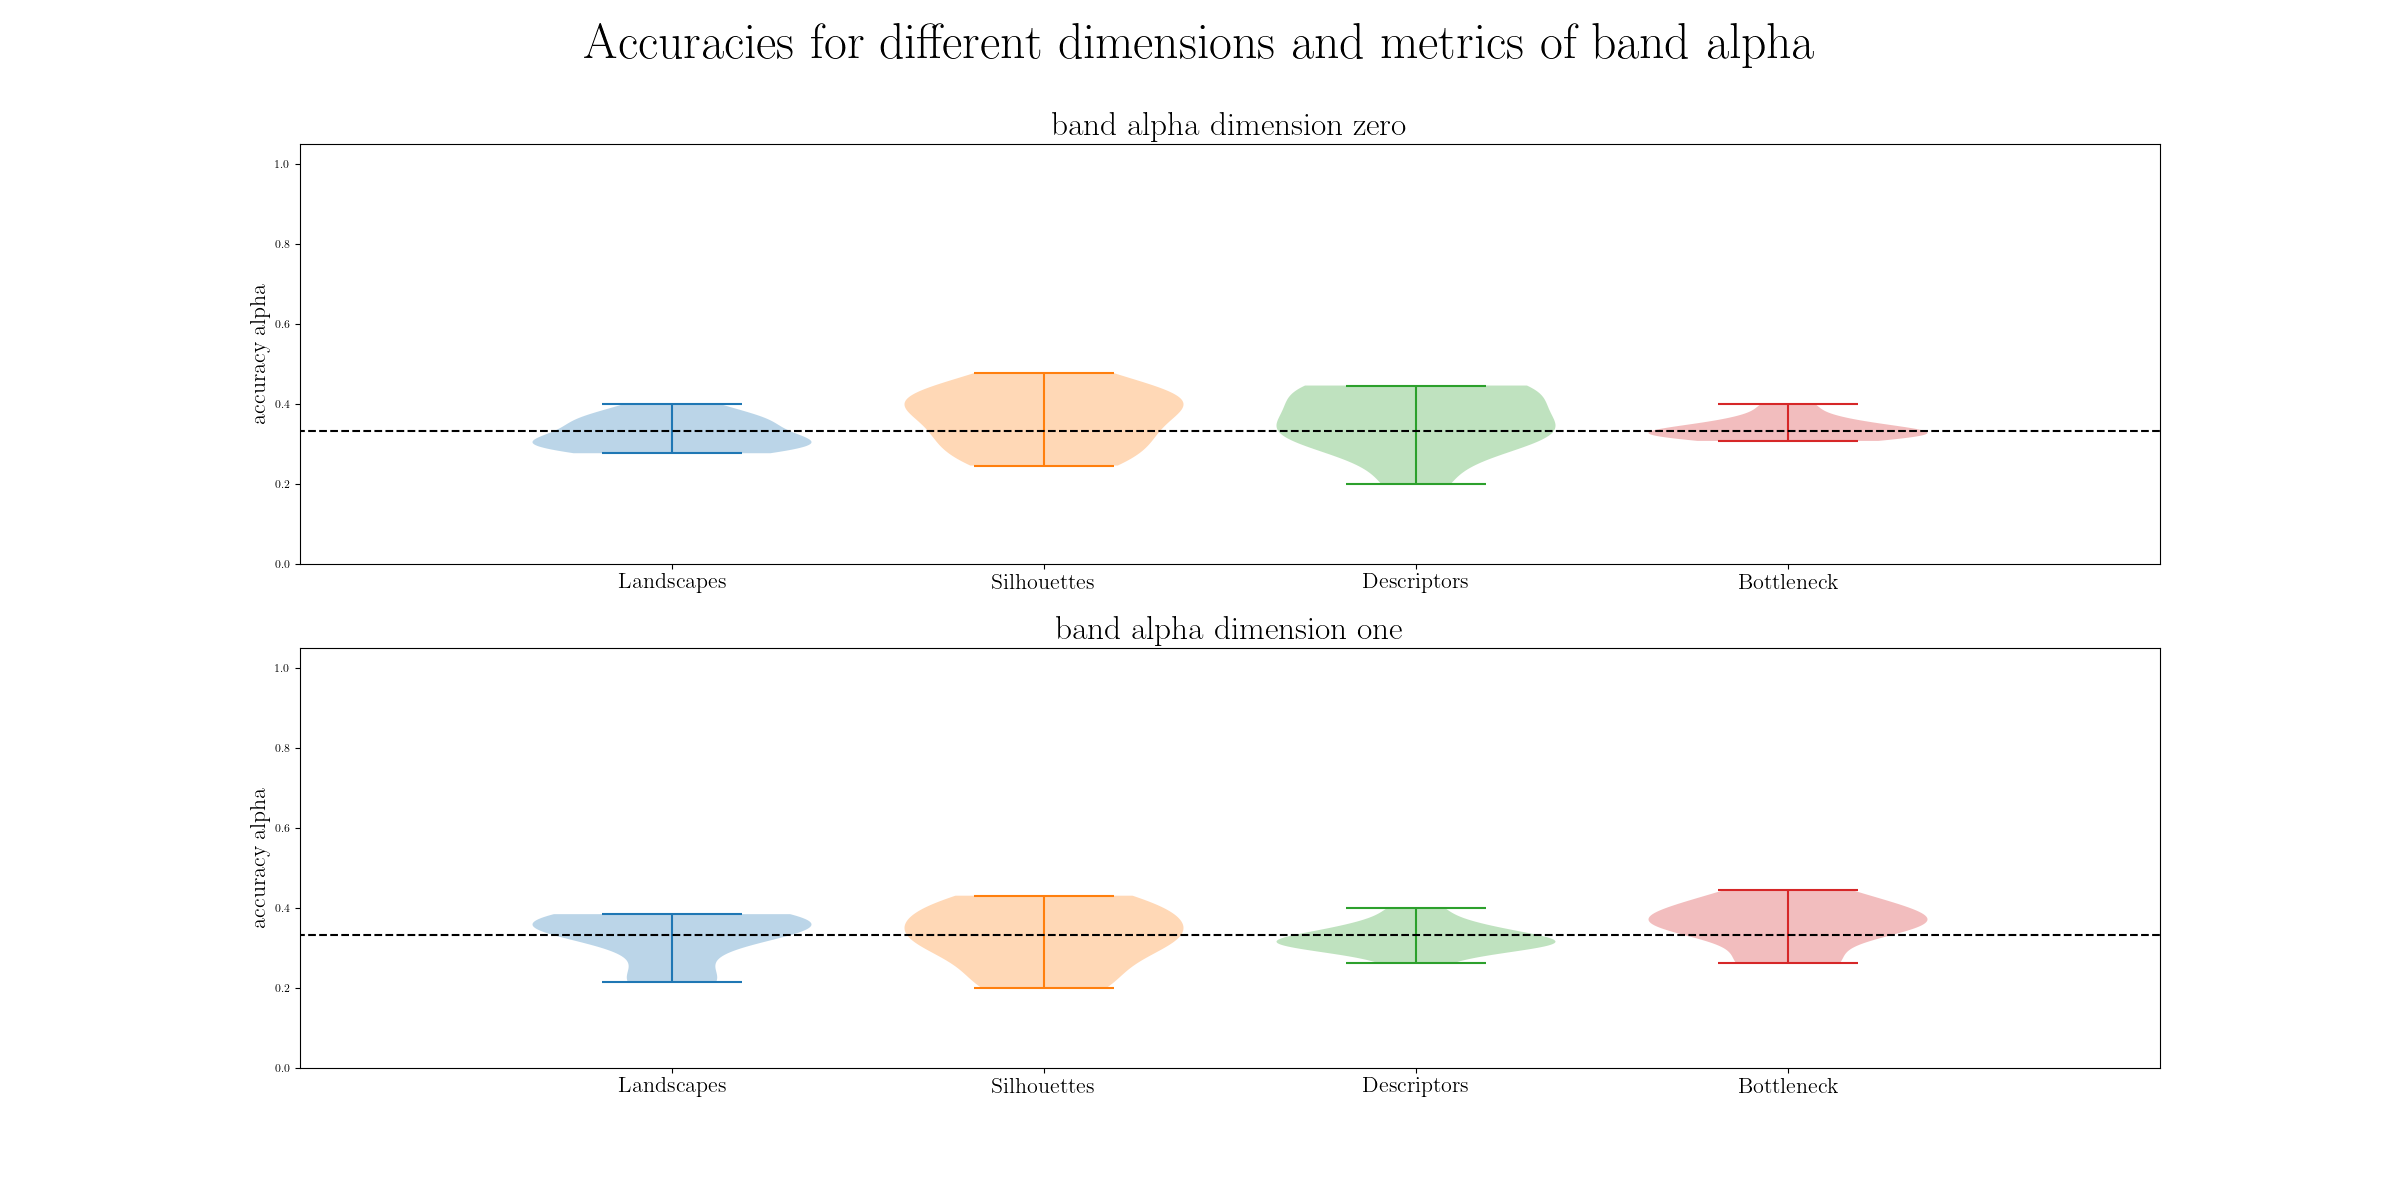 Accuracies for different dimensions and metrics of band alpha
band alpha dimension zero
accuracy alpha
1.0
0.8
0.6
0.4
0.2
0.0
Landscapes Silhouettes Descriptors Bottleneck
band alpha dimension one
accuracy alpha
1.0
0.8
0.6
0.4
0.2
0.0
Landscapes Silhouettes Descriptors Bottleneck